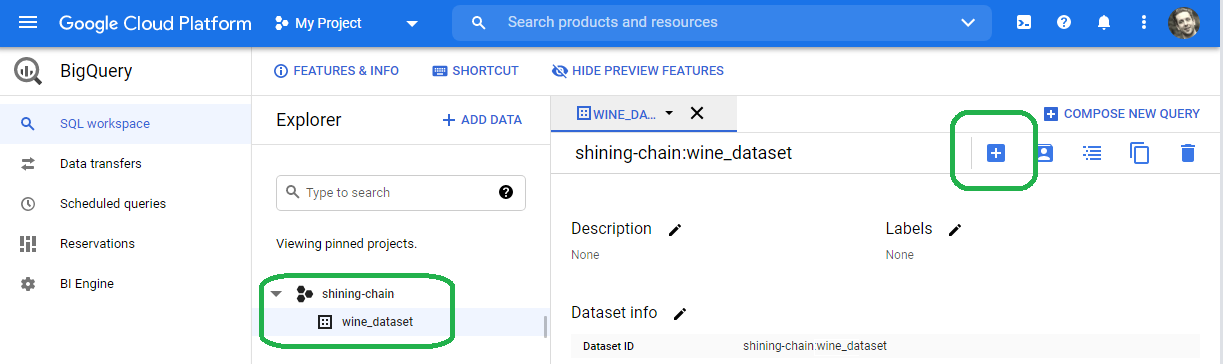 Google Cloud Platform My Project Search products and resources
BigQuery FEATURES & INFO SHORTCUT HIDE PREVIEW FEATURES
SQL workspace
Data transfers
Scheduled queries
Reservations
BI Engine
Explorer + ADD DATA
Type to search
Viewing pinned projects.
shining-chain
wine_dataset
WINE_DA...
COMPOSE NEW QUERY
shining-chain:wine_dataset
Description Labels
None None
Dataset info
Dataset ID shining-chain:wine_dataset